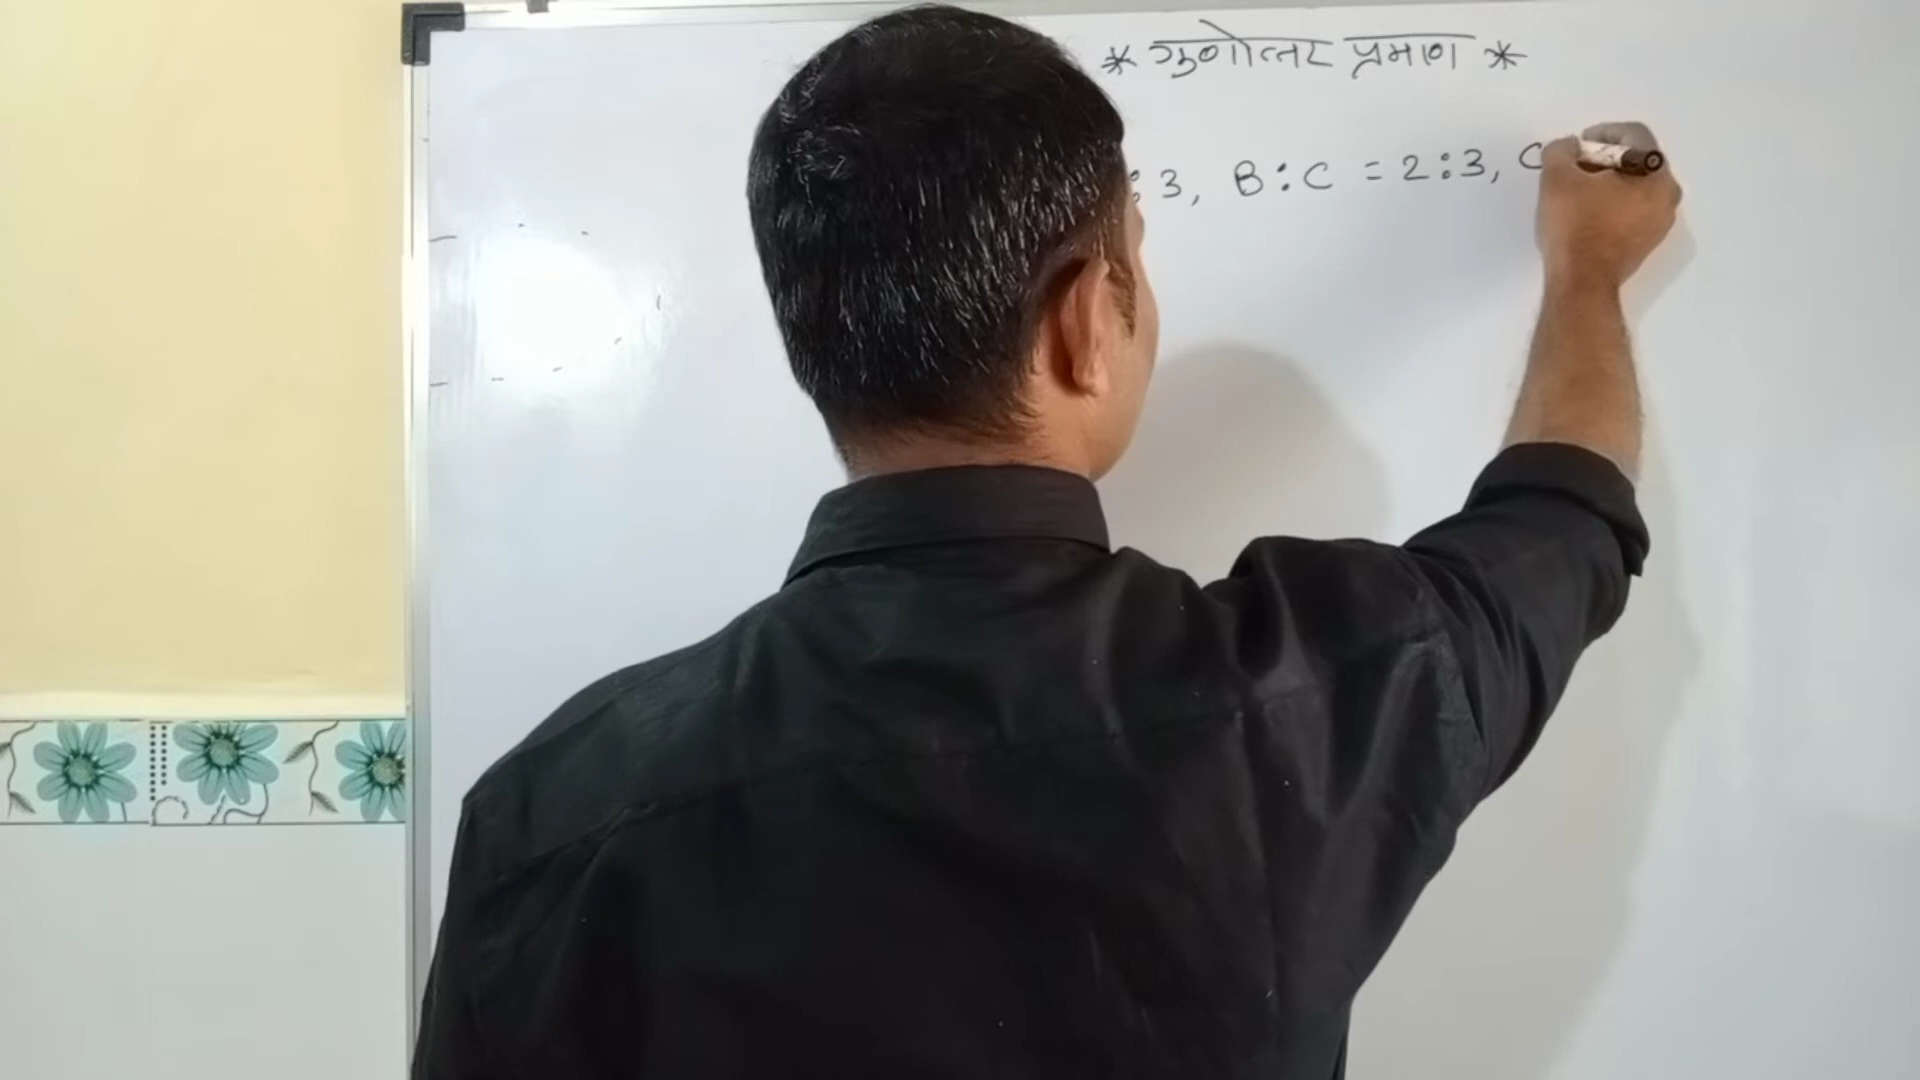 * गुणोत्तर प्रमाण *
:3, B:C = 2:3, C